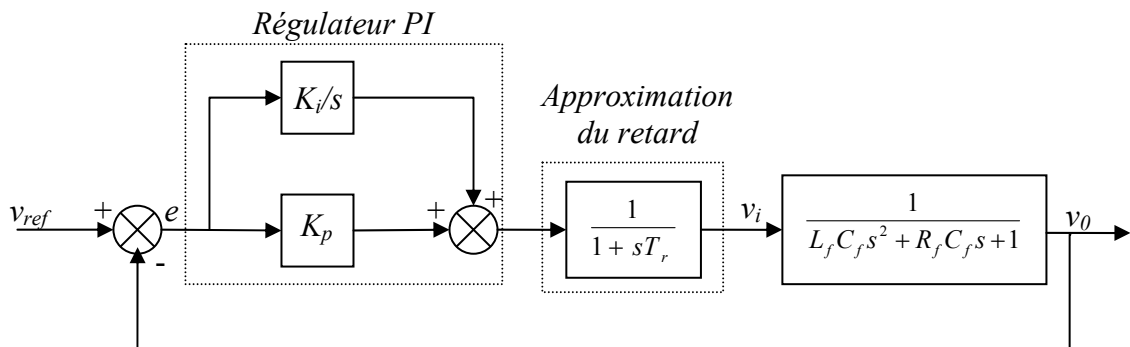 Régulateur PI
K_i/s
Approximation
du retard
v_ref
+
-
e
K_p
+
+
1
1 + sT_r
v_i
1
L_f C_f s² + R_f C_f s+1
v_0